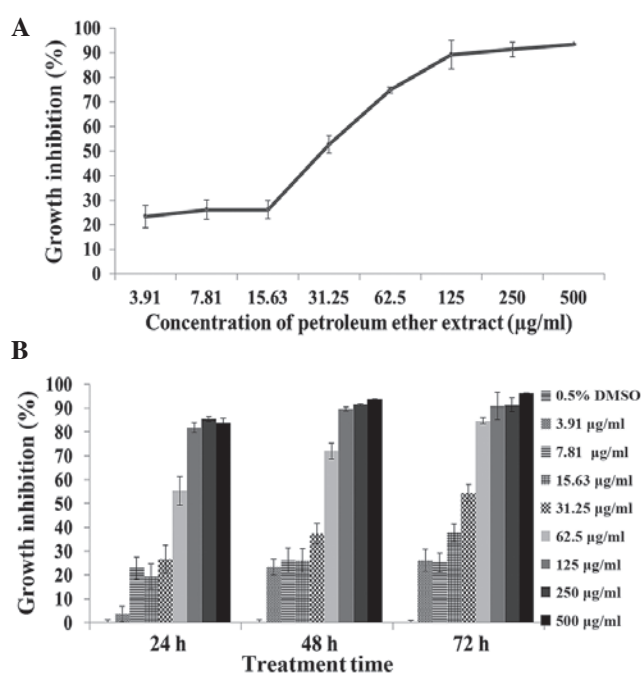 A
Growth inhibition (%)
100
90
80
70
60
50
40
30
20
10
0
3.91 7.81 15.63 31.25 62.5 125 250 500
Concentration of petroleum ether extract (µg/ml)
B
Growth inhibition (%)
100
90
80
70
60
50
40
30
20
10
0
24 h 48 h 72 h
Treatment time
0.5% DMSO
3.91 µg/ml
7.81 µg/ml
15.63 µg/ml
31.25 µg/ml
62.5 µg/ml
125 µg/ml
250 µg/ml
500 µg/ml